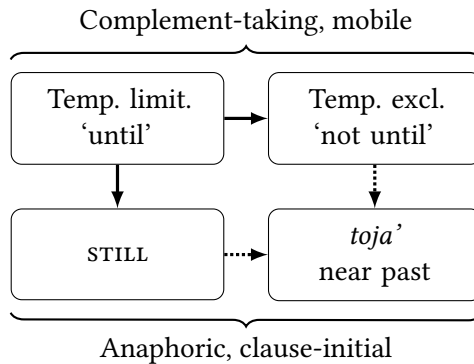 Complement-taking, mobile
Temp. limit.
‘until’
Temp. excl.
‘not until’
STILL
toja’
near past
Anaphoric, clause-initial